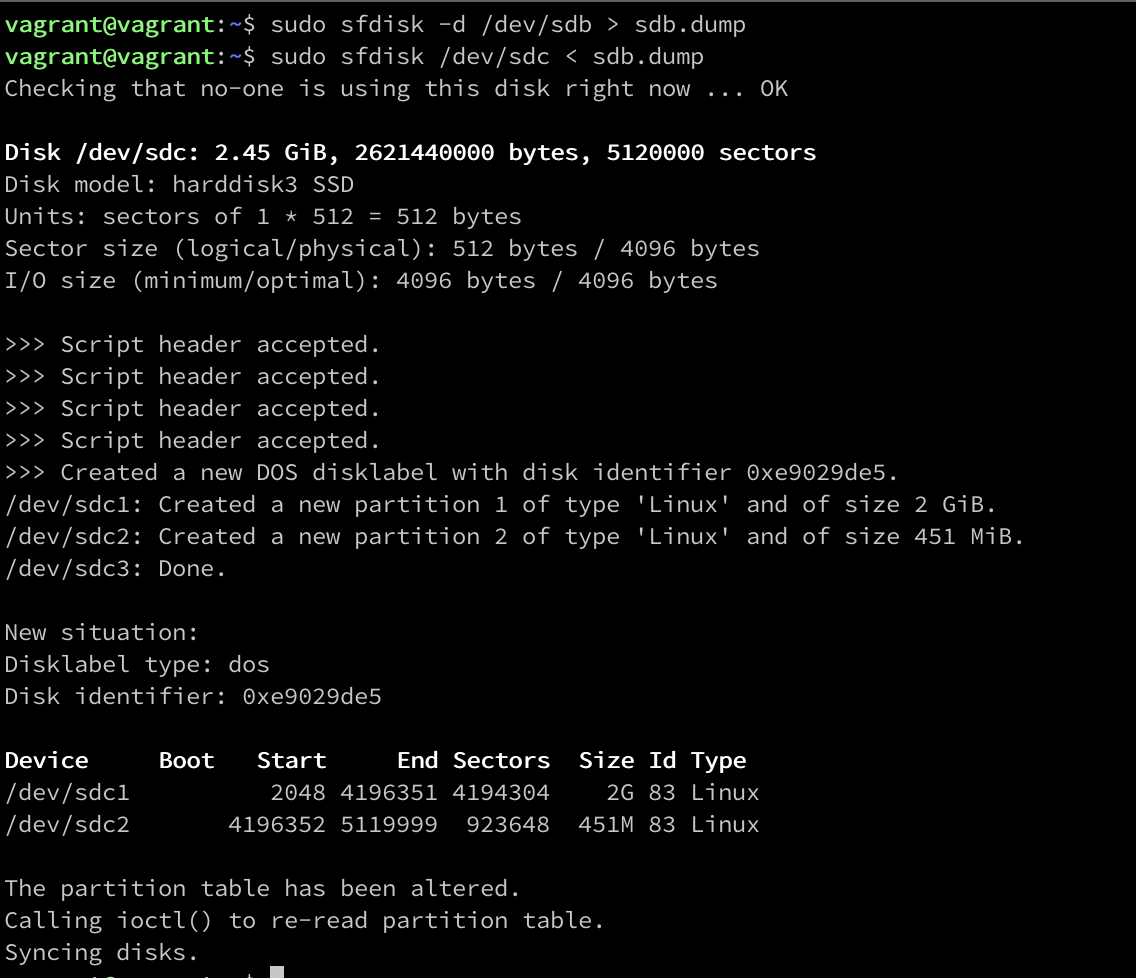 vagrant@vagrant:~$ sudo sfdisk -d /dev/sdb > sdb.dump
vagrant@vagrant:~$ sudo sfdisk /dev/sdc < sdb.dump
Checking that no-one is using this disk right now ... OK
Disk /dev/sdc: 2.45 GiB, 2621440000 bytes, 5120000 sectors
Disk model: harddisk3 SSD
Units: sectors of 1 * 512 = 512 bytes
Sector size (logical/physical): 512 bytes / 4096 bytes
I/O size (minimum/optimal): 4096 bytes / 4096 bytes
>>> Script header accepted.
>>> Script header accepted.
>>> Script header accepted.
>>> Script header accepted.
>>> Created a new DOS disklabel with disk identifier 0xe9029de5.
/dev/sdc1: Created a new partition 1 of type 'Linux' and of size 2 GiB.
/dev/sdc2: Created a new partition 2 of type 'Linux' and of size 451 MiB.
/dev/sdc3: Done.
New situation:
Disklabel type: dos
Disk identifier: 0xe9029de5
Device     Boot   Start     End Sectors  Size Id Type
/dev/sdc1          2048 4196351 4194304    2G 83 Linux
/dev/sdc2       4196352 5119999  923648  451M 83 Linux
The partition table has been altered.
Calling ioctl() to re-read partition table.
Syncing disks.